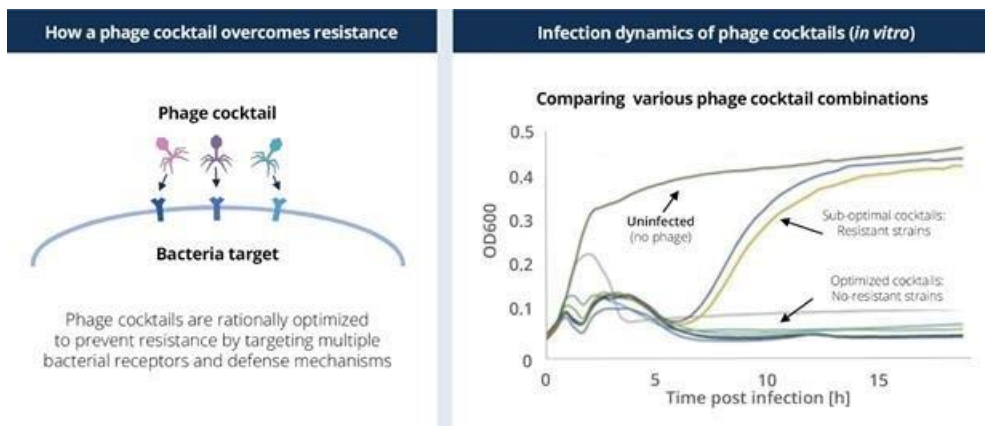 How a phage cocktail overcomes resistance
Phage cocktail
Bacteria target
Phage cocktails are rationally optimized
to prevent resistance by targeting multiple
bacterial receptors and defense mechanisms
Infection dynamics of phage cocktails (in vitro)
Comparing various phage cocktail combinations
OD600
0.5
0.4
0.3
0.2
0.1
0
Uninfected
(no phage)
Sub-optimal cocktails:
Resistant strains
Optimized cocktails:
No-resistant strains
0 5 10 15
Time post infection [h]